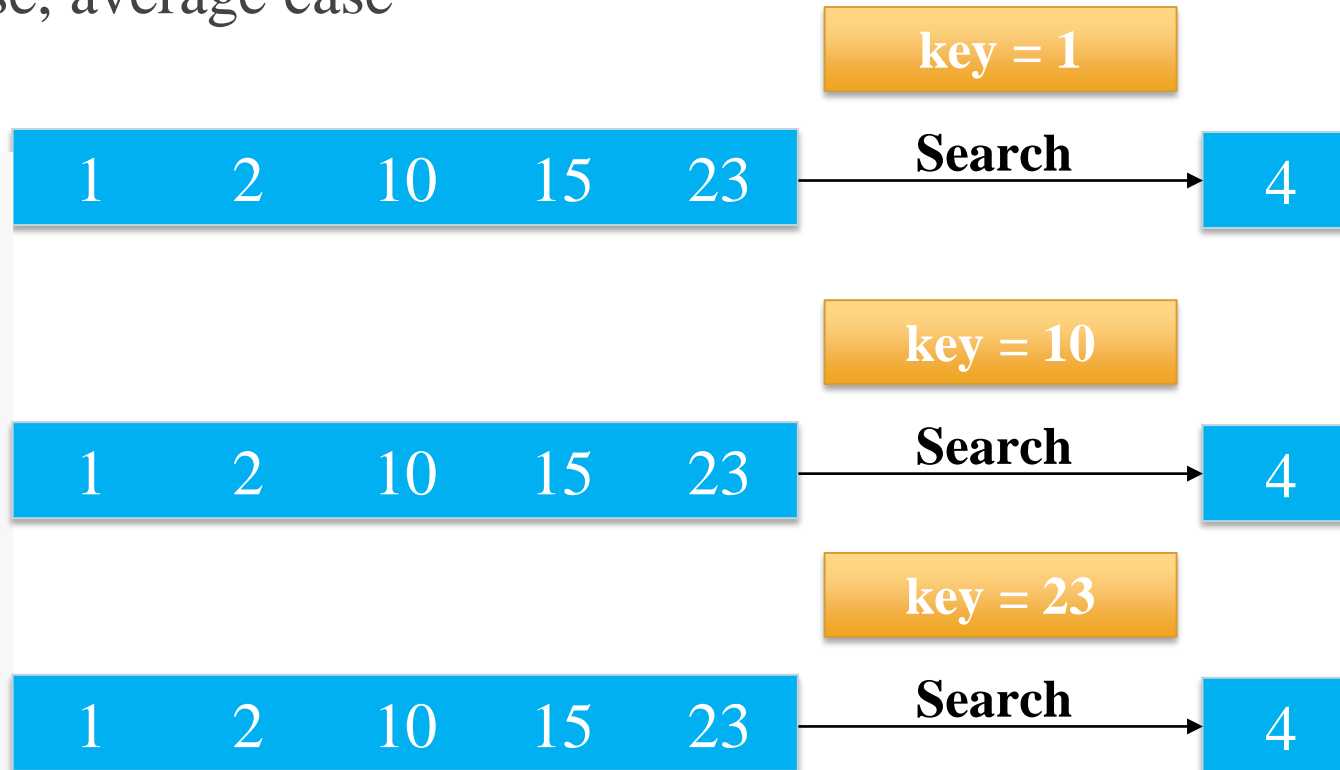 se, average case
key = 1
Search
1 2 10 15 23 4
key = 10
Search
1 2 10 15 23 4
key = 23
Search
1 2 10 15 23 4